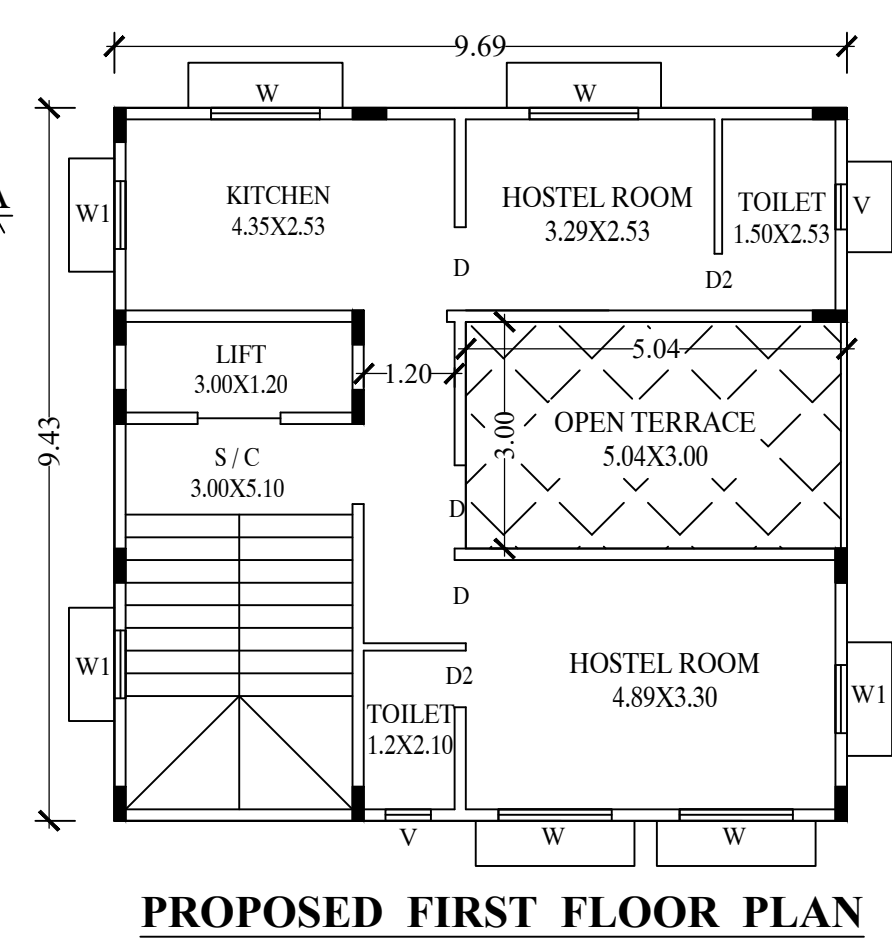 9.69
W
W
A
KITCHEN
4.35X2.53
HOSTEL ROOM
3.29X2.53
TOILET
1.50X2.53
W1
V
D
D2
LIFT
3.00X1.20
1.20
5.04
3.00
OPEN TERRACE
5.04X3.00
9.43
S / C
3.00X5.10
D
D
HOSTEL ROOM
4.89X3.30
W1
D2
W1
TOILET
1.2X2.10
V
W
W
PROPOSED FIRST FLOOR PLAN